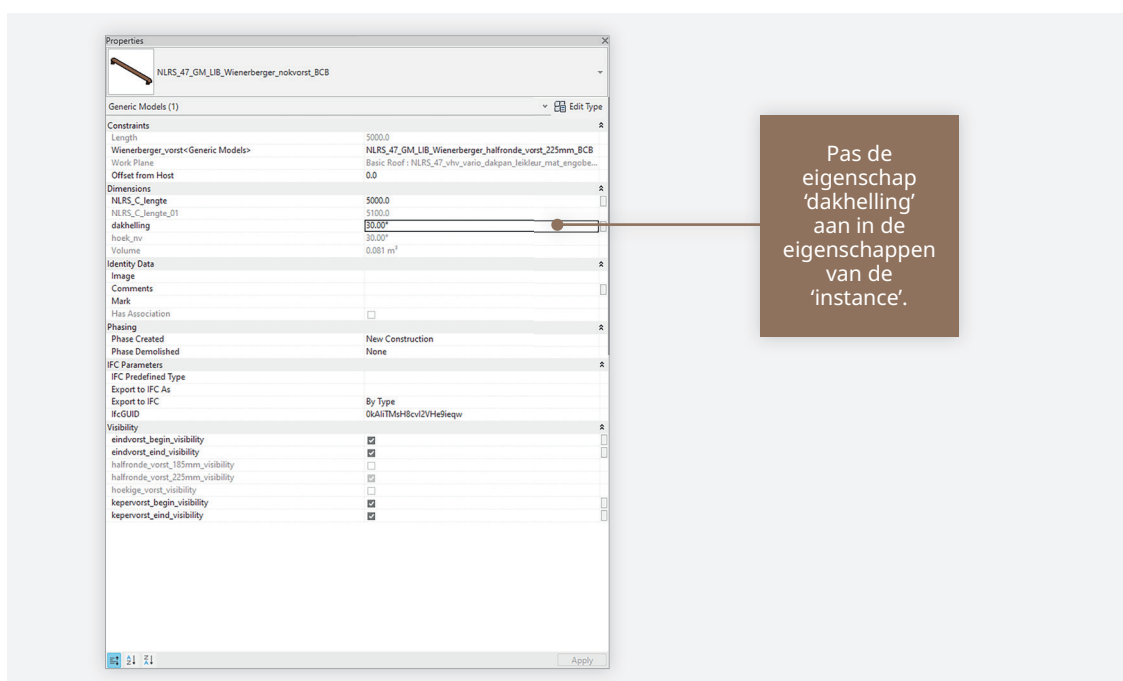 Properties
NLRS_47_GM_LIB_Wienerberger_nokvorst_BCB
Generic Models (1)
Edit Type
Constraints
Length 5000.0
Wienerberger_vorst<Generic Models> NLRS_47_GM_LIB_Wienerberger_halfronde_vorst_225mm_BCB
Work Plane Basic Roof : NLRS_47_vhv_vario_dakpan_leikleur_mat_engobe...
Offset from Host 0.0
Dimensions
NLRS_C_lengte 5000.0
NLRS_C_lengte_01 5100.0
dakhelling 30.00°
hoek_nv 30.00°
Volume 0.081 m³
Identity Data
Image
Comments
Mark
Has Association
Phasing
Phase Created New Construction
Phase Demolished None
IFC Parameters
IFC Predefined Type
Export to IFC As
Export to IFC By Type
IfcGUID 0kAliTMsH8cvl2VHe9ieqw
Visibility
eindvorst_begin_visibility
eindvorst_eind_visibility
halfronde_vorst_185mm_visibility
halfronde_vorst_225mm_visibility
hoekige_vorst_visibility
kepervorst_begin_visibility
kepervorst_eind_visibility
Apply
Pas de
eigenschap
‘dakhelling’
aan in de
eigenschappen
van de
‘instance’.